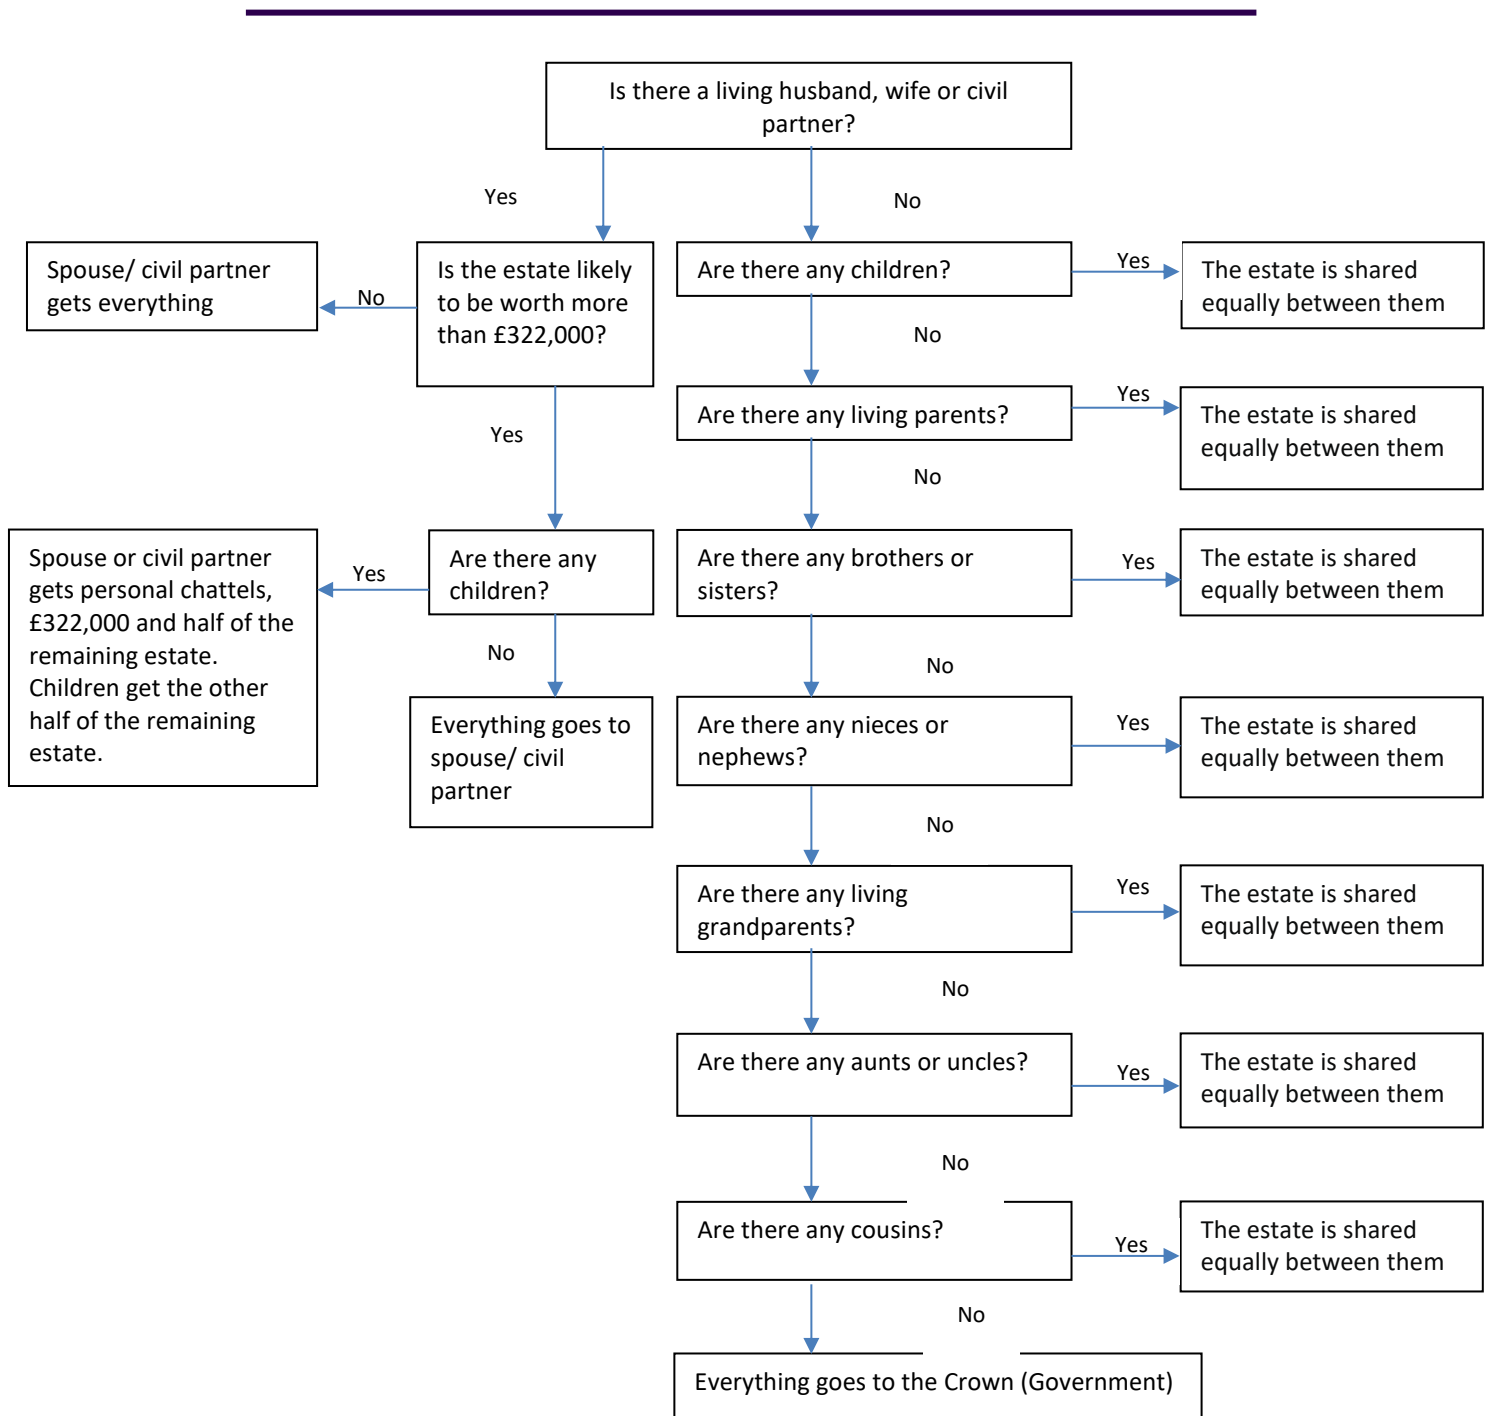 Is there a living husband, wife or civil
partner?
Yes
No
Spouse/ civil partner
gets everything
No
Is the estate likely
to be worth more
than £322,000?
Are there any children?
Yes
The estate is shared
equally between them
No
Are there any living parents?
Yes
The estate is shared
equally between them
Yes
No
Spouse or civil partner
gets personal chattels,
£322,000 and half of the
remaining estate.
Children get the other
half of the remaining
estate.
Yes
Are there any
children?
Are there any brothers or
sisters?
Yes
The estate is shared
equally between them
No
No
Everything goes to
spouse/ civil
partner
Are there any nieces or
nephews?
Yes
The estate is shared
equally between them
No
Are there any living
grandparents?
Yes
The estate is shared
equally between them
No
Are there any aunts or uncles?
Yes
The estate is shared
equally between them
No
Are there any cousins?
Yes
The estate is shared
equally between them
No
Everything goes to the Crown (Government)